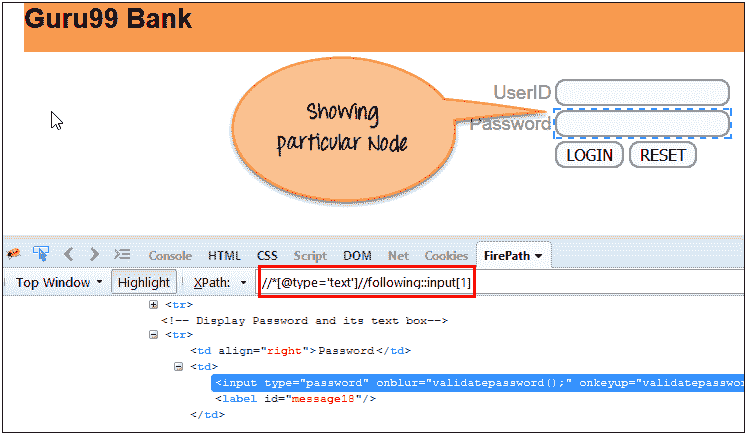 Guru99 Bank
Showing
particular Node
UserID
Password
LOGIN RESET
Console HTML CSS Script DOM Net Cookies FirePath
Top Window Highlight XPath: //*[@type='text']//following::input[1]
<tr>
<!-- Display Password and its text box-->
<tr>
<td align="right">Password</td>
<td>
<input type="password" onblur="validatepassword();" onkeyup="validatepasswor
<label id="message18"/>
</td>